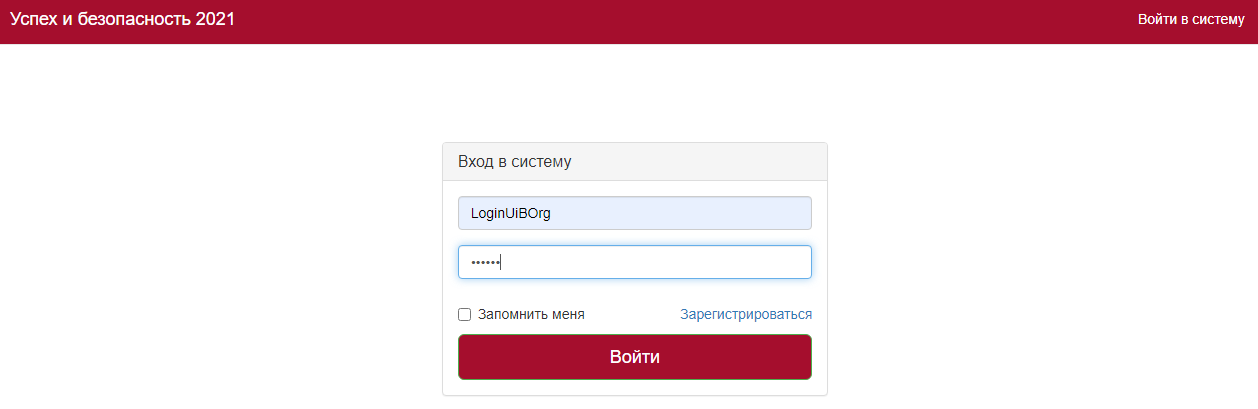 Успех и безопасность 2021
Войти в систему
Вход в систему
LoginUiBOrg
••••••
Запомнить меня
Зарегистрироваться
Войти